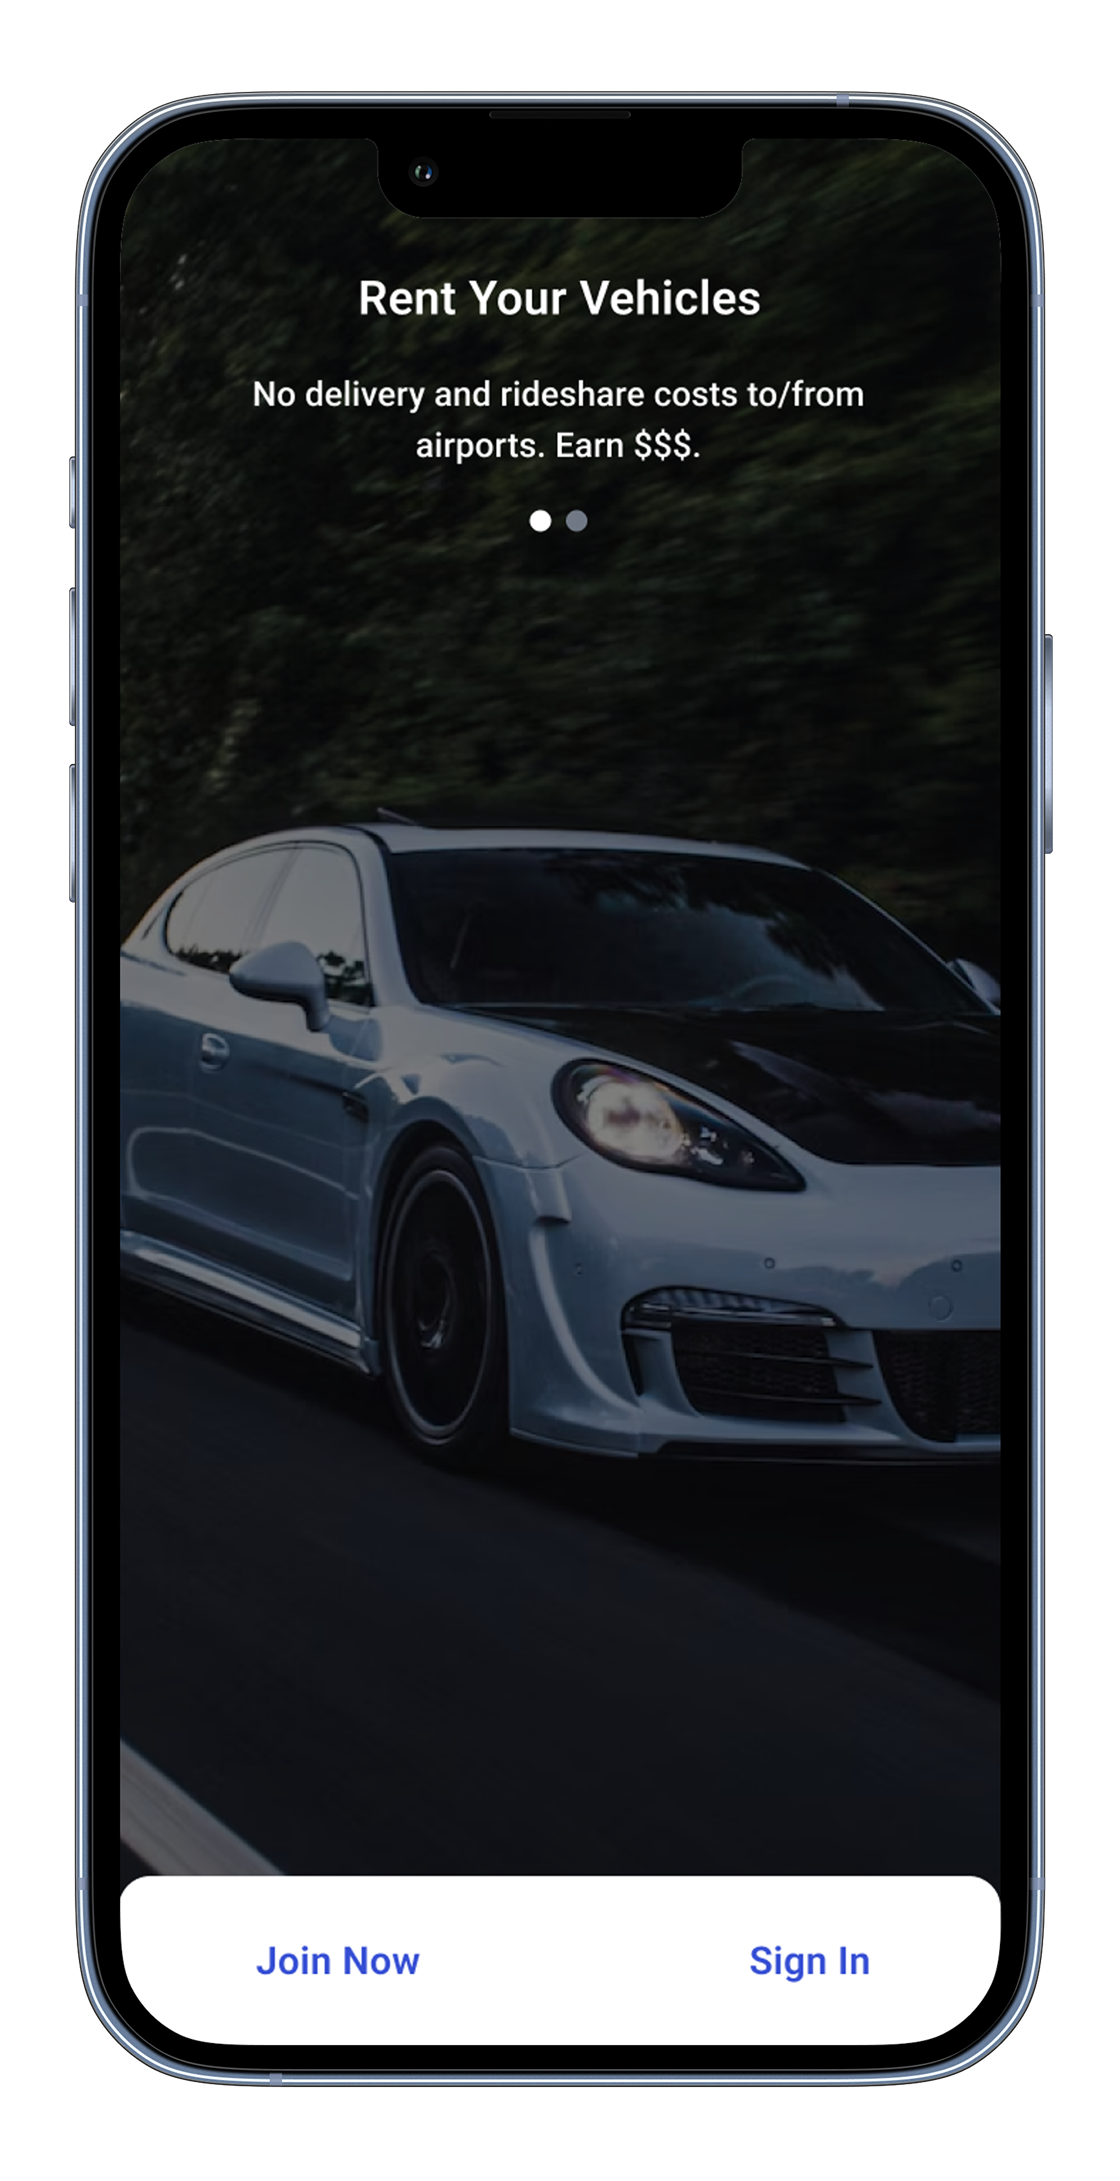 Rent Your Vehicles
No delivery and rideshare costs to/from
airports. Earn $$$.
Join Now
Sign In